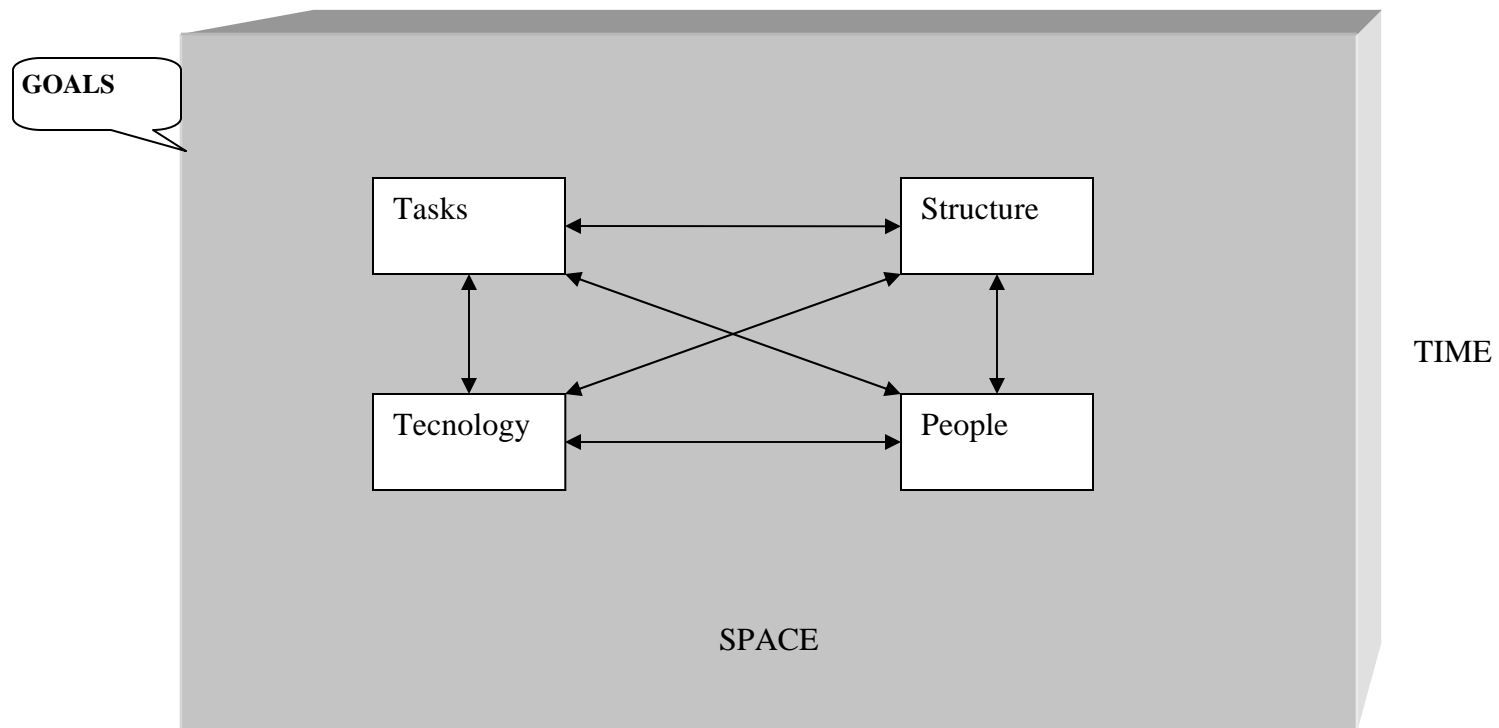 GOALS
Tasks
Structure
TIME
Tecnology
People
SPACE